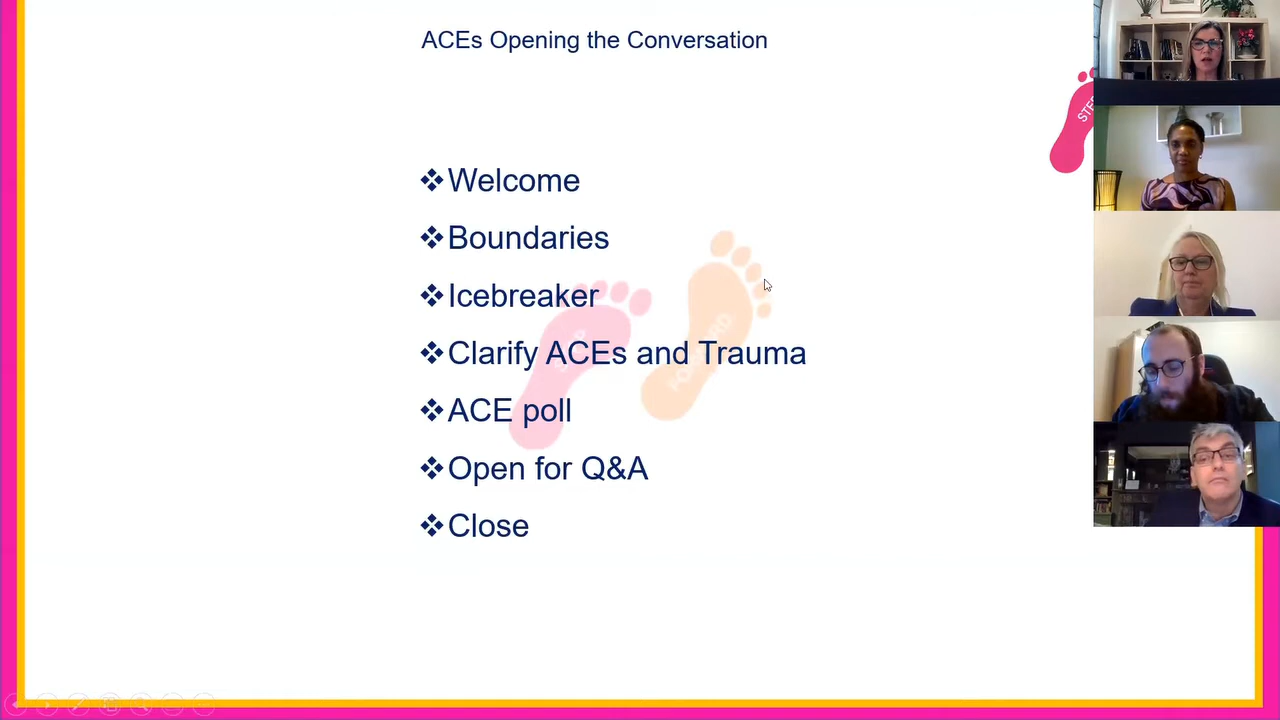 ACEs Opening the Conversation
❖Welcome
❖Boundaries
❖Icebreaker
❖Clarify ACEs and Trauma
❖ACE poll
❖Open for Q&A
❖Close